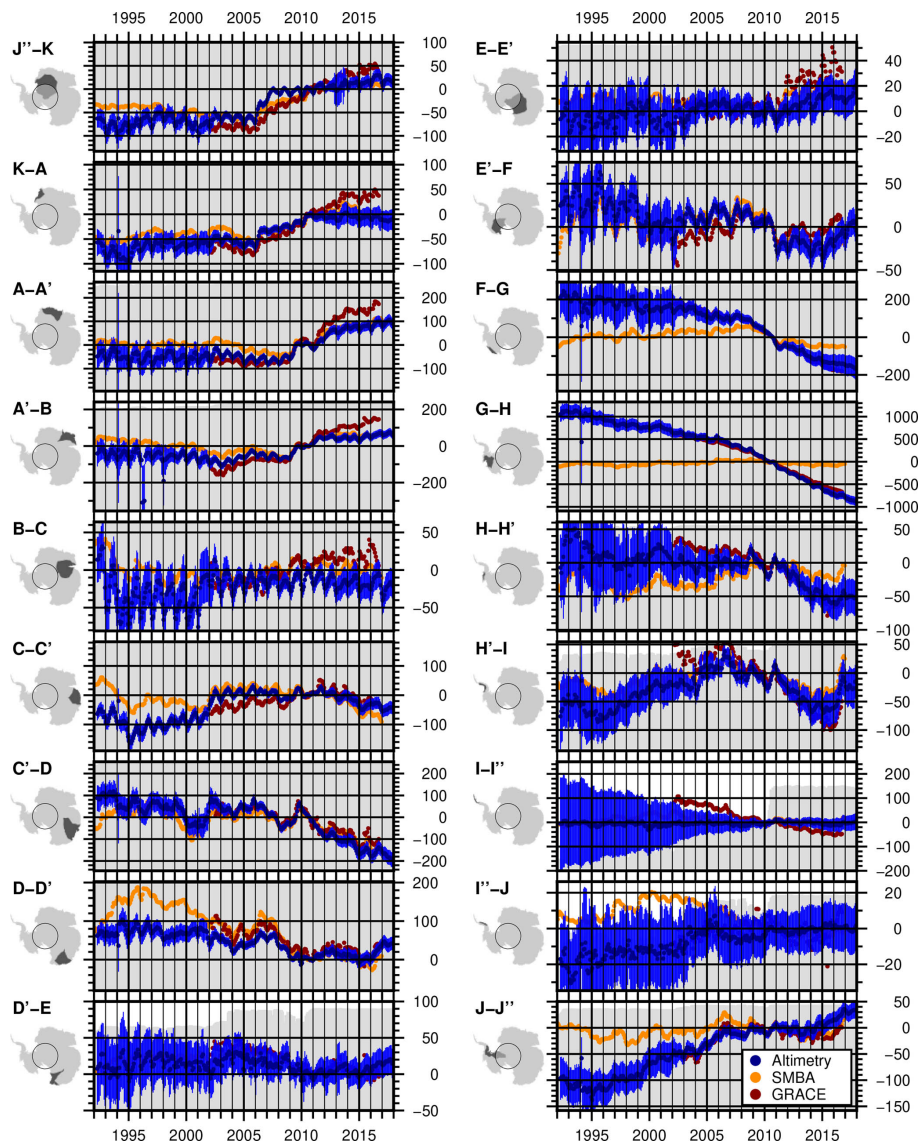 1995 2000 2005 2010 2015
1995 2000 2005 2010 2015
J''–K
100
50
0
−50
−100
K–A
100
50
0
−50
−100
A–A'
200
100
0
−100
A'–B
200
0
−200
B–C
50
0
−50
C–C'
100
0
−100
C'–D
200
100
0
−100
−200
D–D'
200
100
0
D'–E
100
50
0
−50
1995 2000 2005 2010 2015
E–E'
40
20
0
−20
E'–F
50
0
−50
F–G
200
0
−200
G–H
1000
500
0
−500
−1000
H–H'
50
0
−50
−100
H'–I
0
−50
−100
I–I''
200
100
0
−100
−200
I''–J
20
0
−20
J–J''
50
0
−50
−100
−150
Altimetry
SMBA
GRACE
1995 2000 2005 2010 2015